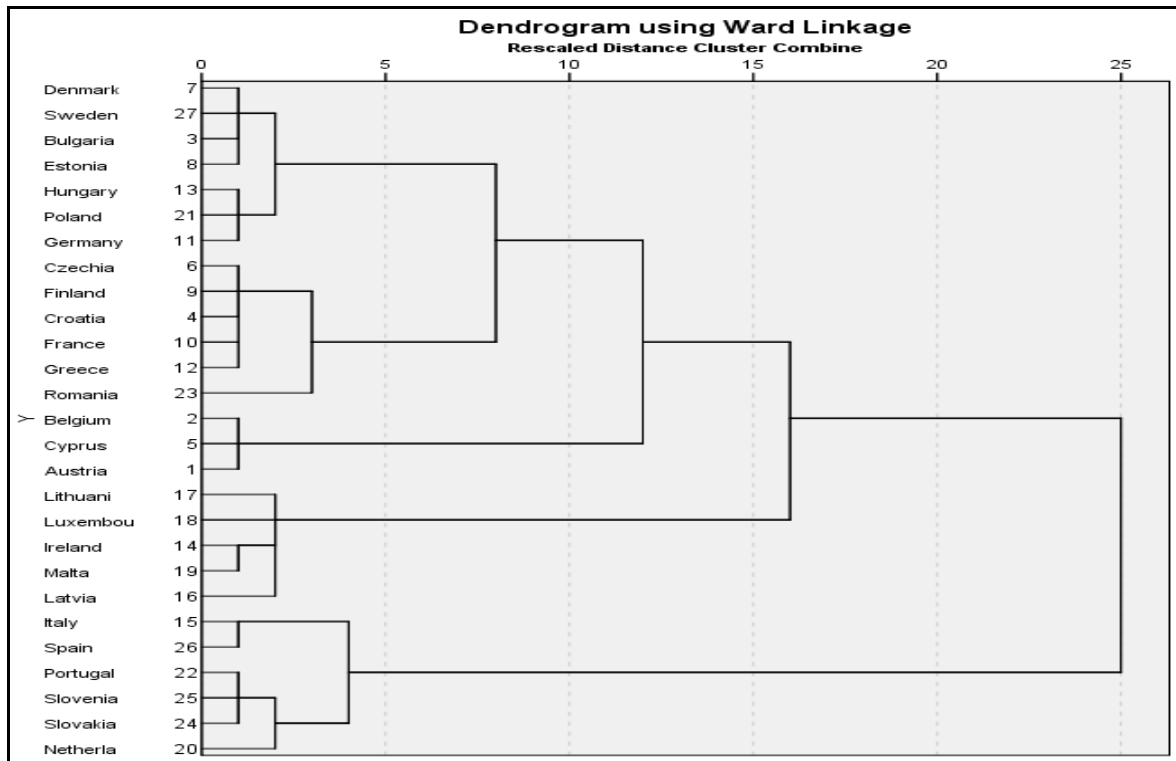 Dendrogram using Ward Linkage
Rescaled Distance Cluster Combine
0 5 10 15 20 25
Denmark 7
Sweden 27
Bulgaria 3
Estonia 8
Hungary 13
Poland 21
Germany 11
Czechia 6
Finland 9
Croatia 4
France 10
Greece 12
Romania 23
Y
Belgium 2
Cyprus 5
Austria 1
Lithuani 17
Luxembou 18
Ireland 14
Malta 19
Latvia 16
Italy 15
Spain 26
Portugal 22
Slovenia 25
Slovakia 24
Netherla 20